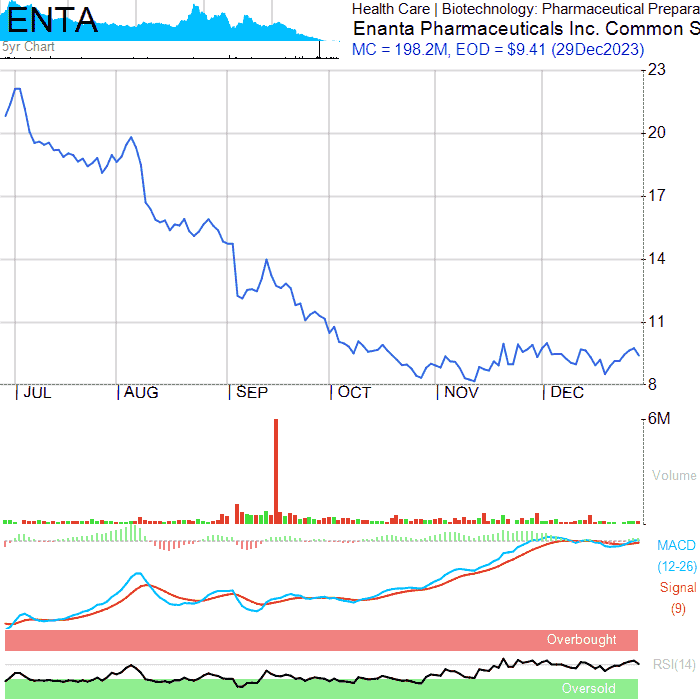 ENTA
5yr Chart
Health Care | Biotechnology: Pharmaceutical Prepara
Enanta Pharmaceuticals Inc. Common S
MC = 198.2M, EOD = $9.41 (29Dec2023)
23
20
17
14
11
8
JUL AUG SEP OCT NOV DEC
6M
Volume
MACD
(12-26)
Signal
(9)
Overbought
RSI(14)
Oversold